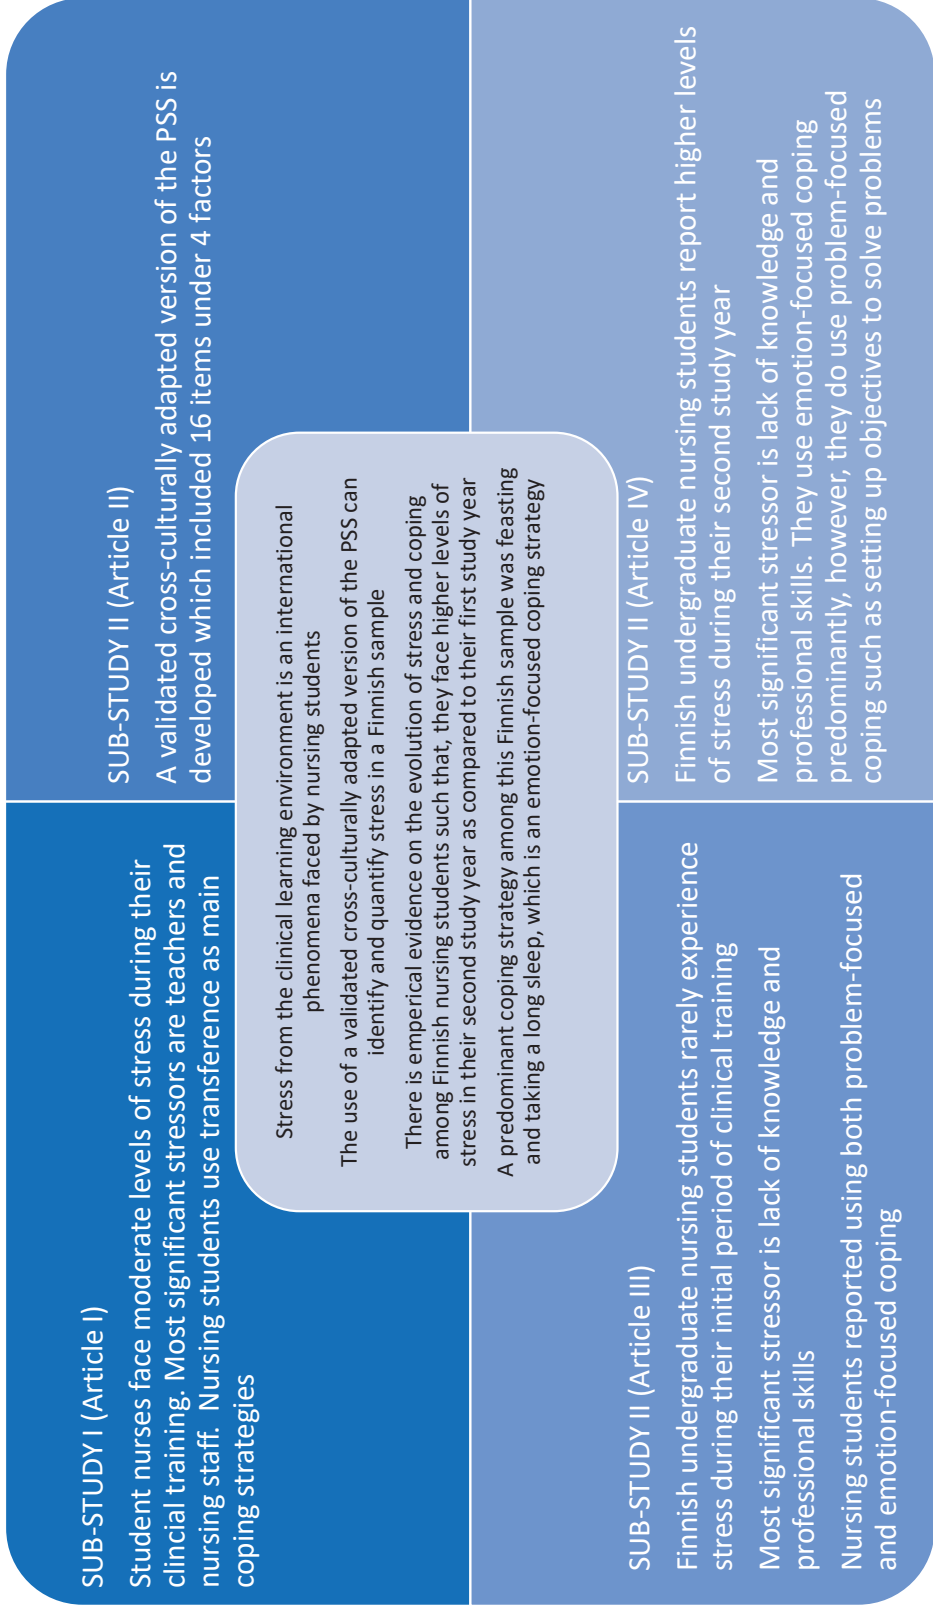 SUB-STUDY I (Article I)
Student nurses face moderate levels of stress during their
clincial training. Most significant stressors are teachers and
nursing staff.  Nursing students use transference as main
coping strategies
SUB-STUDY II (Article II)
A validated cross-culturally adapted version of the PSS is
developed which included 16 items under 4 factors
Stress from the clinical learning environment is an international
phenomena faced by nursing students
The use of a validated cross-culturally adapted version of the PSS can
identify and quantify stress in a Finnish sample
There is emperical evidence on the evolution of stress and coping
among Finnish nursing students such that, they face higher levels of
stress in their second study year as compared to their first study year
A predominant coping strategy among this Finnish sample was feasting
and taking a long sleep, which is an emotion-focused coping strategy
SUB-STUDY II (Article III)
Finnish undergraduate nursing students rarely experience
stress during their initial period of clinical training
Most significant stressor is lack of knowledge and
professional skills
Nursing students reported using both problem-focused
and emotion-focused coping
SUB-STUDY II (Article IV)
Finnish undergraduate nursing students report higher levels
of stress during their second study year
Most significant stressor is lack of knowledge and
professional skills. They use emotion-focused coping
predominantly, however, they do use problem-focused
coping such as setting up objectives to solve problems